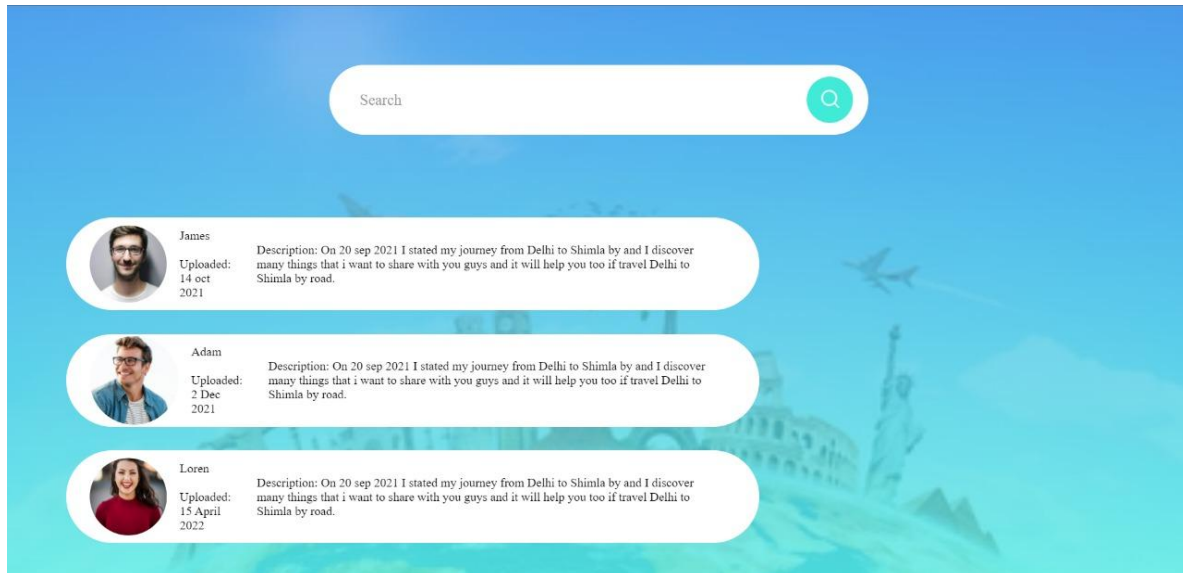 Search
James
Uploaded:
14 oct
2021
Description: On 20 sep 2021 I stated my journey from Delhi to Shimla by and I discover
many things that i want to share with you guys and it will help you too if travel Delhi to
Shimla by road.
Adam
Uploaded:
2 Dec
2021
Description: On 20 sep 2021 I stated my journey from Delhi to Shimla by and I discover
many things that i want to share with you guys and it will help you too if travel Delhi to
Shimla by road.
Loren
Uploaded:
15 April
2022
Description: On 20 sep 2021 I stated my journey from Delhi to Shimla by and I discover
many things that i want to share with you guys and it will help you too if travel Delhi to
Shimla by road.